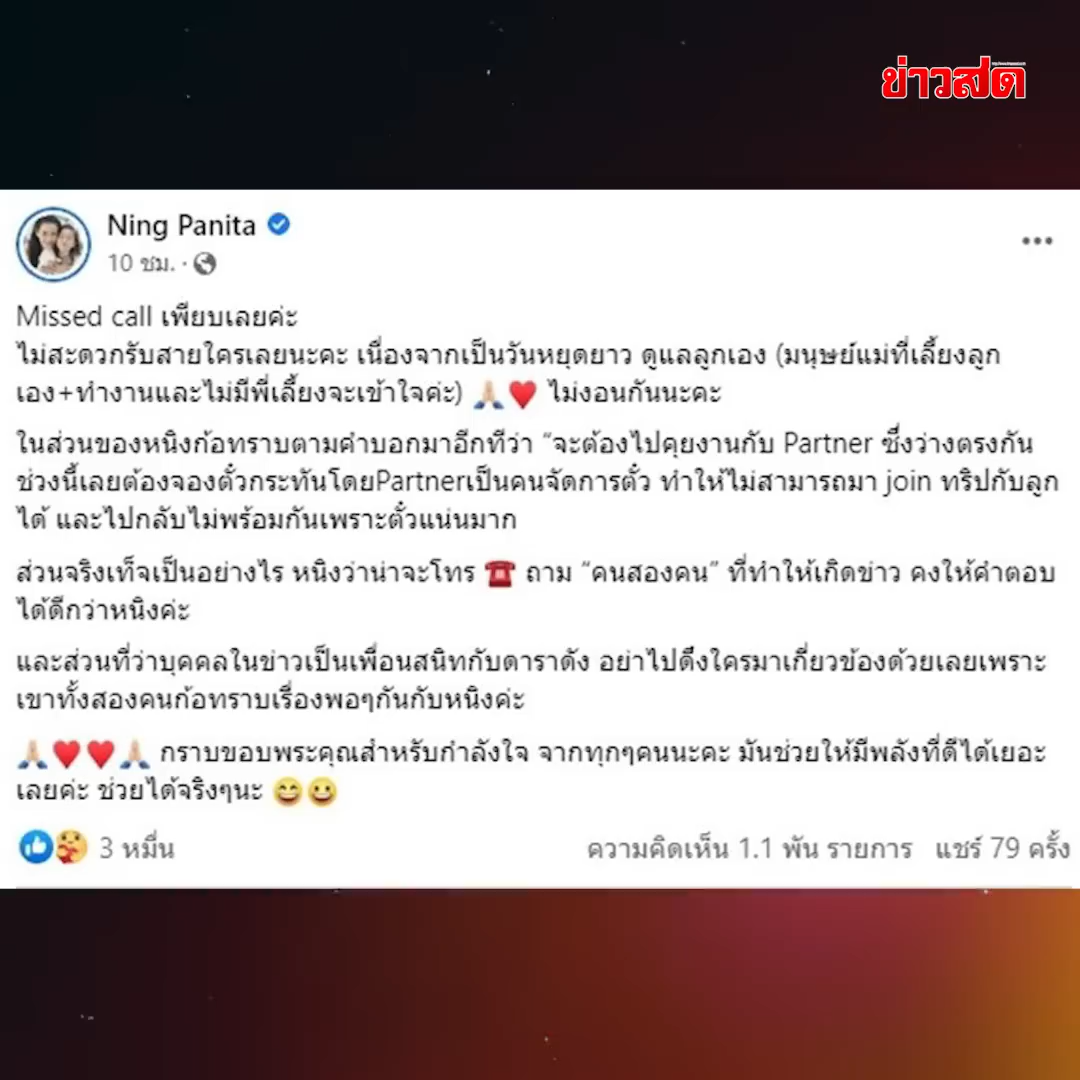 ข่าวสด
Ning Panita
10 ชม. ·
Missed call เพียบเลยค่ะ
ไม่สะดวกรับสายใครเลยนะคะ เนื่องจากเป็นวันหยุดยาว ดูแลลูกเอง (มนุษย์แม่ที่เลี้ยงลูก
เอง+ทำงานและไม่มีพี่เลี้ยงจะเข้าใจค่ะ) 🙏🏼♥️ ไม่งอนกันนะคะ
ในส่วนของหนิงก้อทราบตามคำบอกมาอีกทีว่า “จะต้องไปคุยงานกับ Partner ซึ่งว่างตรงกัน
ช่วงนี้เลยต้องจองตั๋วกระทันโดยPartnerเป็นคนจัดการตั๋ว ทำให้ไม่สามารถมา join ทริปกับลูก
ได้ และไปกลับไม่พร้อมกันเพราะตั๋วแน่นมาก
ส่วนจริงเท็จเป็นอย่างไร หนิงว่าน่าจะโทร ☎️ ถาม “คนสองคน” ที่ทำให้เกิดข่าว คงให้คำตอบ
ได้ดีกว่าหนิงค่ะ
และส่วนที่ว่าบุคคลในข่าวเป็นเพื่อนสนิทกับดาราดัง อย่าไปดึงใครมาเกี่ยวข้องด้วยเลยเพราะ
เขาทั้งสองคนก้อทราบเรื่องพอๆกันกับหนิงค่ะ
🙏🏼♥️♥️🙏🏼 กราบขอบพระคุณสำหรับกำลังใจ จากทุกๆคนนะคะ มันช่วยให้มีพลังที่ดีได้เยอะ
เลยค่ะ ช่วยได้จริงๆนะ 😄😀
3 หมื่น ความคิดเห็น 1.1 พัน รายการ แชร์ 79 ครั้ง